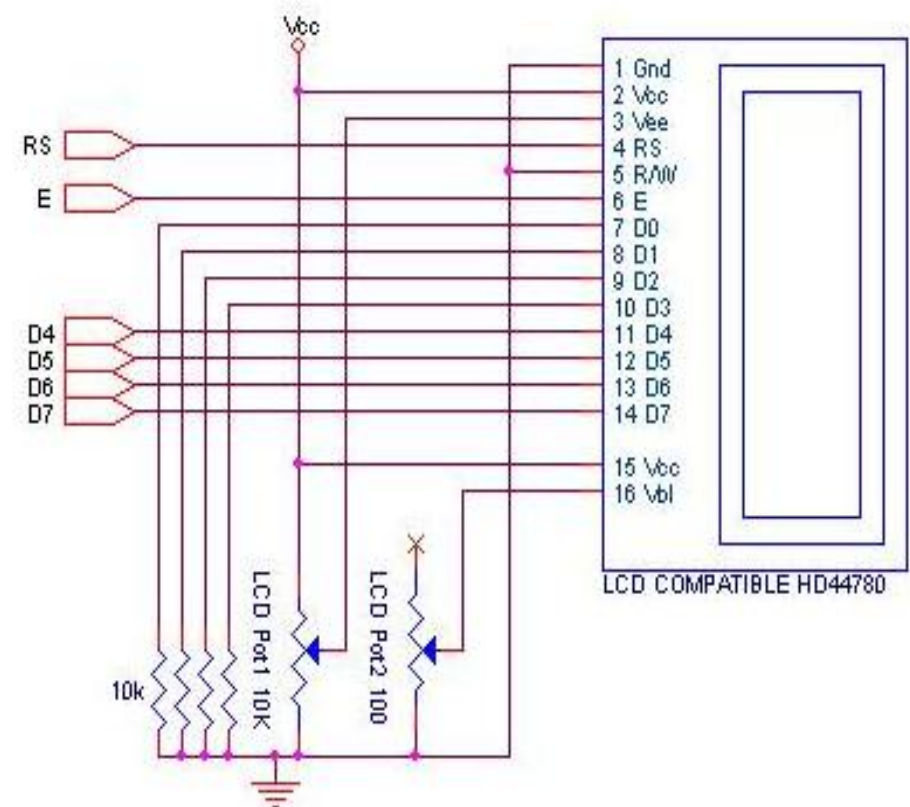 Vcc
1 Gnd
2 Vcc
3 Vee
4 RS
5 R/W
6 E
7 D0
8 D1
9 D2
10 D3
11 D4
12 D5
13 D6
14 D7
15 Vcc
16 Vbl
RS
E
D4
D5
D6
D7
LCD COMPATIBLE HD44780
10k
LCD Pot1 10K
LCD Pot2 100